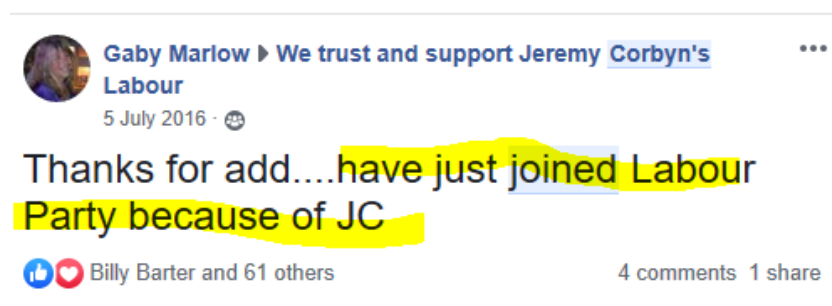 Gaby Marlow ▶ We trust and support Jeremy Corbyn's
Labour
5 July 2016 ·
Thanks for add....have just joined Labour
Party because of JC
Billy Barter and 61 others 4 comments 1 share